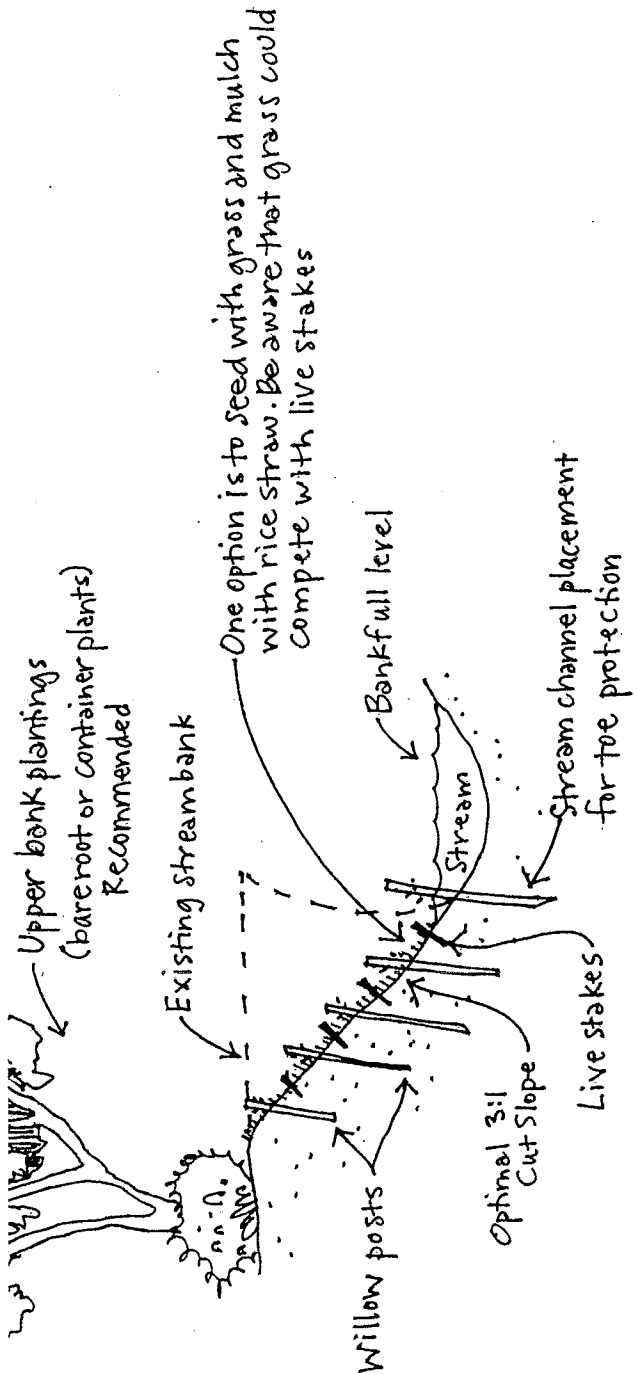 Upper bank plantings
(bareroot or container plants)
Recommended
Existing streambank
One option is to seed with grass and mulch
with rice straw. Be aware that grass could
compete with live stakes
Bankfull level
Stream
Stream channel placement
for toe protection
Willow posts
Optimal 3:1
Cut Slope
Live stakes